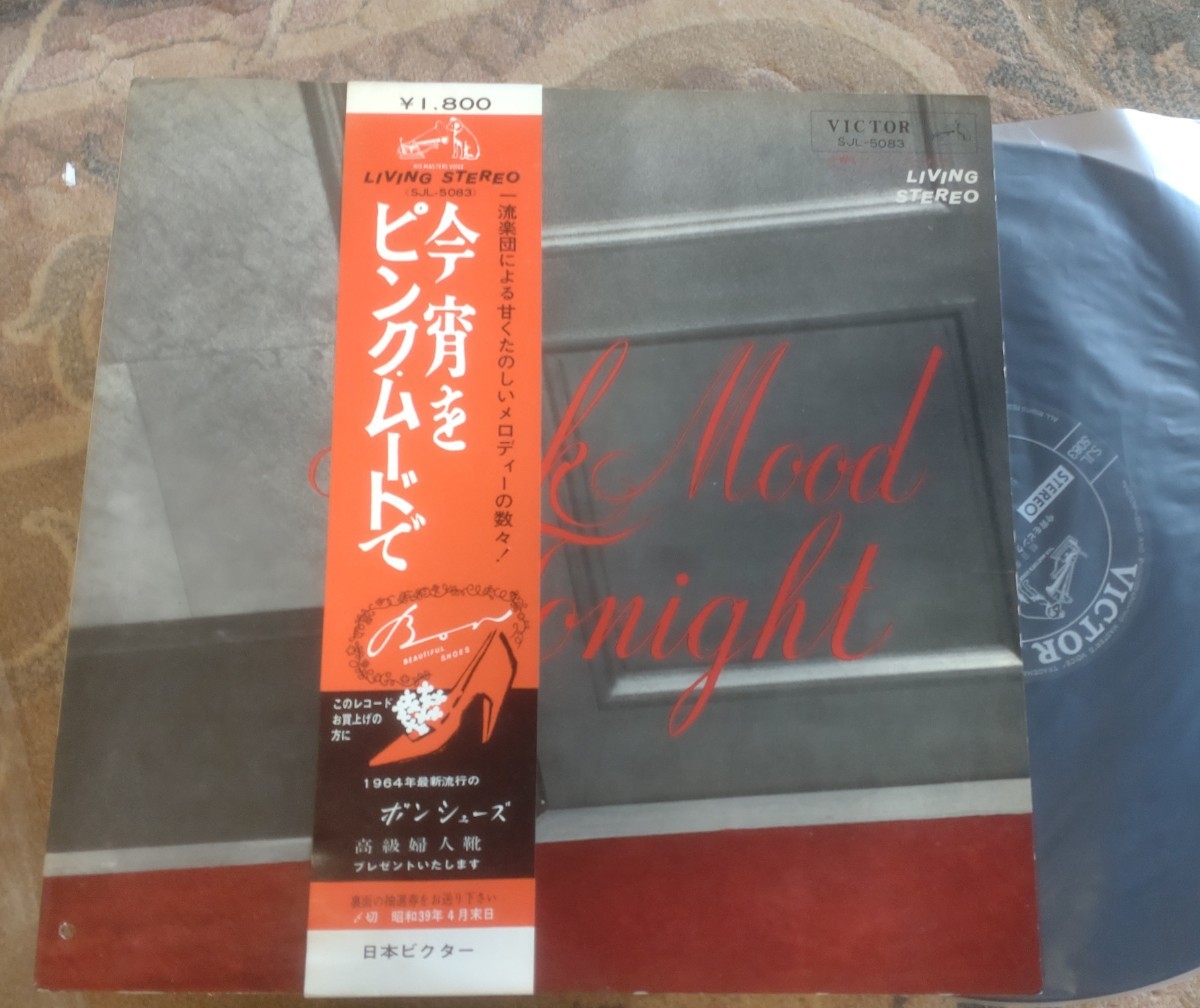 ¥1,800
HIS MASTERS VOICE
LIVING STEREO
(SJL-5083)
一流楽団による甘くたのしいメロディーの数々!
今宵を
ピンク・ムードで
Bon
BEAUTIFUL SHOES
このレコード
お買上げの
方に
1964年最新流行の
ボンシューズ
高級婦人靴
プレゼントいたします
裏面の抽選券をお送り下さい
〆切 昭和39年4月末日
日本ビクター
VICTOR
SJL-5083
LIVING
STEREO
k Mood
onight
SJL
5083
STEREO
VICTOR